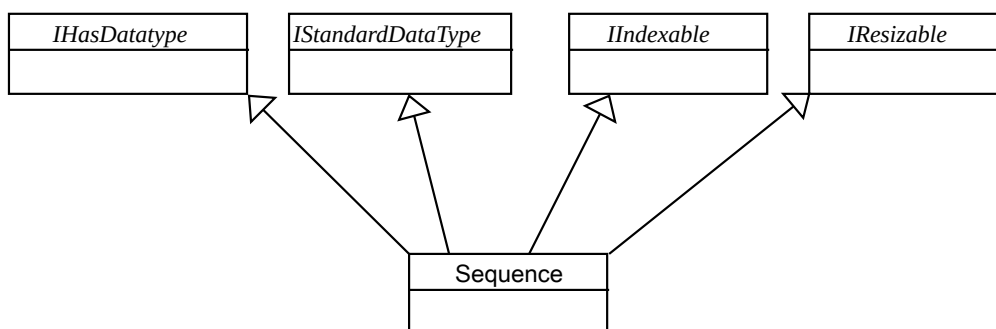 IHasDatatype
IStandardDataType
IIndexable
IResizable
Sequence